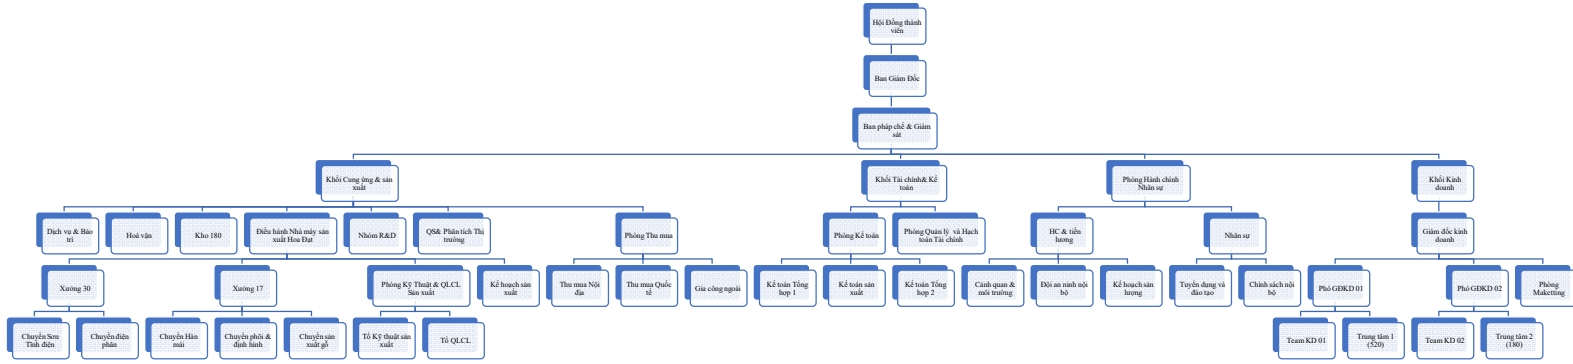 Hội Đồng thành
viên
Ban Giám Đốc
Ban pháp chế & Giám
sát
Khối Cung ứng & sản
xuất
Khối Tài chính& Kế
toán
Phòng Hành chính
Nhân sự
Khối Kinh
doanh
Dịch vụ & Bảo
trì
Hoá vận
Kho 180
Điều hành Nhà máy sản
xuất Hoa Đạt
Nhóm R&D
QS& Phân tích Thị
trường
Phòng Thu mua
Phòng Kế toán
Phòng Quản lý và Hạch
toán Tài chính
HC & tiền
lương
Nhân sự
Giám đốc kinh
doanh
Xưởng 30
Xưởng 17
Phòng Kỹ Thuật & QLCL
Sản xuất
Kế hoạch sản
xuất
Thu mua Nội
địa
Thu mua Quốc
tế
Gia công ngoài
Kế toán Tổng
hợp 1
Kế toán sản
xuất
Kế toán Tổng
hợp 2
Cảnh quan &
môi trường
Đội an ninh nội
bộ
Kế hoạch sản
lượng
Tuyển dụng và
đào tạo
Chính sách nội
bộ
Phó GĐKD 01
Phó GĐKD 02
Phòng
Maketting
Chuyền Sơn
Tĩnh điện
Chuyền điện
phân
Chuyền Hàn
mài
Chuyền phôi &
định hình
Chuyền sản
xuất gỗ
Tổ Kỹ thuật sản
xuất
Tổ QLCL
Team KD 01
Trung tâm 1
(520)
Team KD 02
Trung tâm 2
(180)